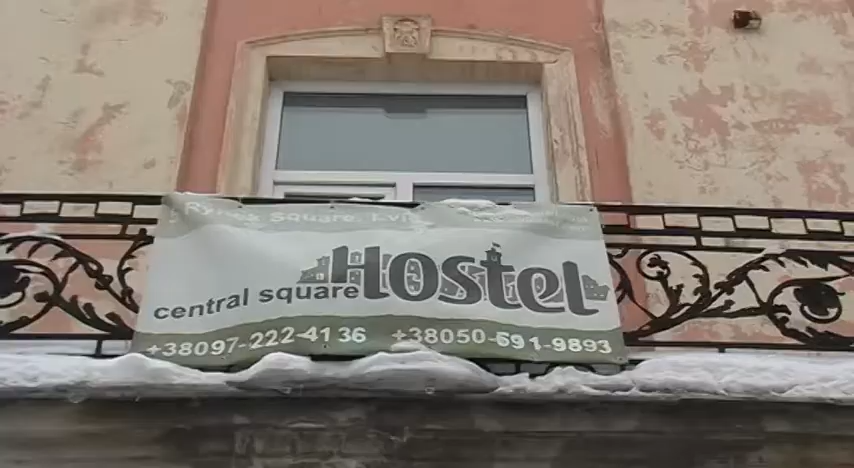 Rynok Square, Lviv
central square Hostel
+38097-222-41 36 +38050-691-9893